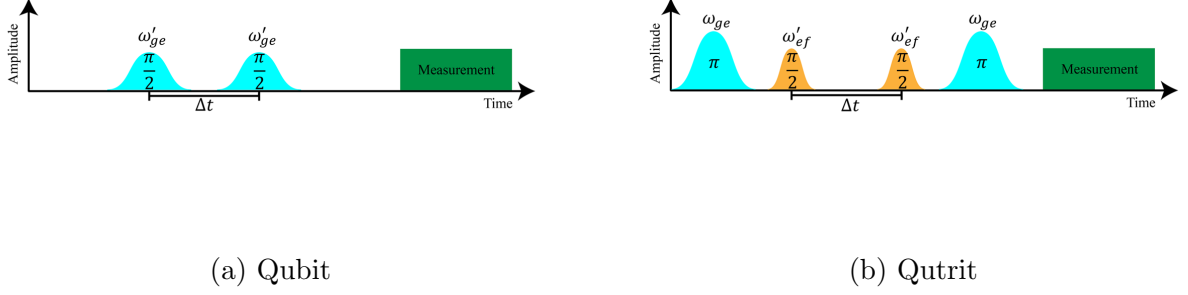 Amplitude
ω′ge ω′ge
π/2 π/2
Measurement
Δt
Time
(a) Qubit
Amplitude
ωge ω′ef ω′ef ωge
π π/2 π/2 π
Measurement
Δt
Time
(b) Qutrit